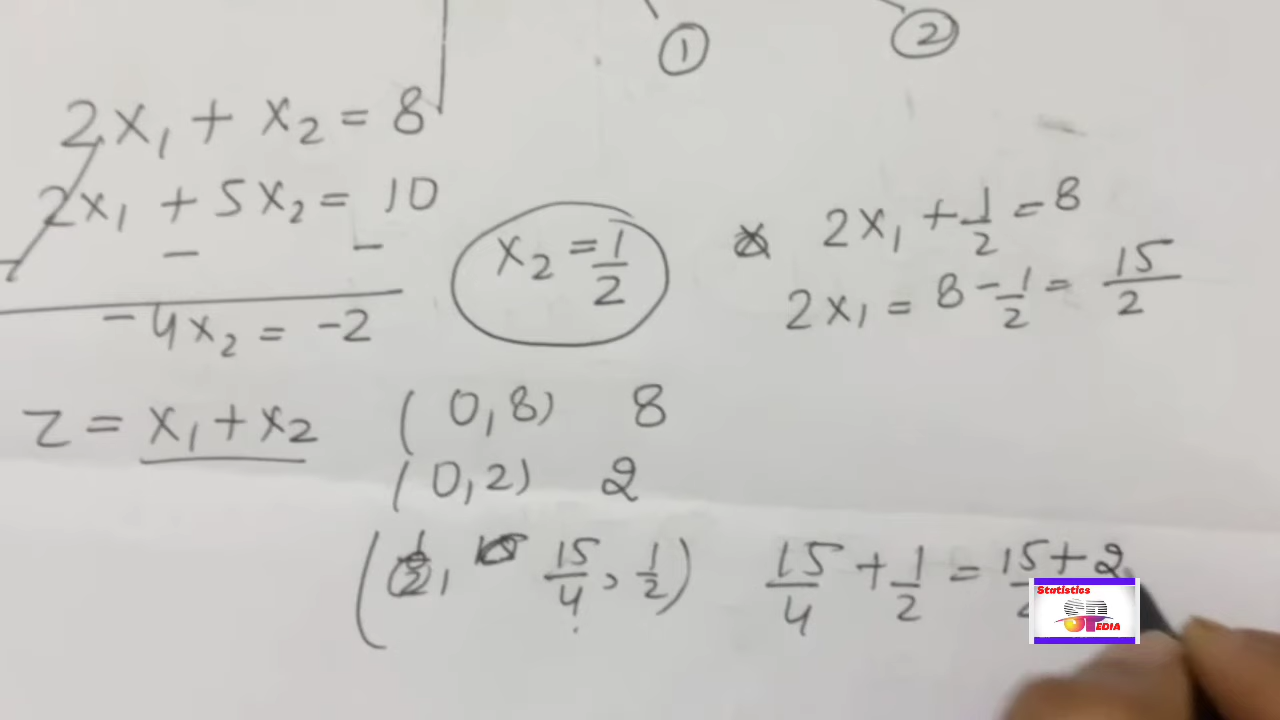 ① ②
2x₁ + x₂ = 8
2x₁ + 5x₂ = 10
− − −
-4x₂ = -2
x₂ = 1/2
2x₁ + 1/2 = 8
2x₁ = 8 - 1/2 = 15/2
z = x₁ + x₂ (0, 8) 8
(0, 2) 2
( 15/4, 1/2 ) 15/4 + 1/2 = 15+2
Statistics
PEDIA